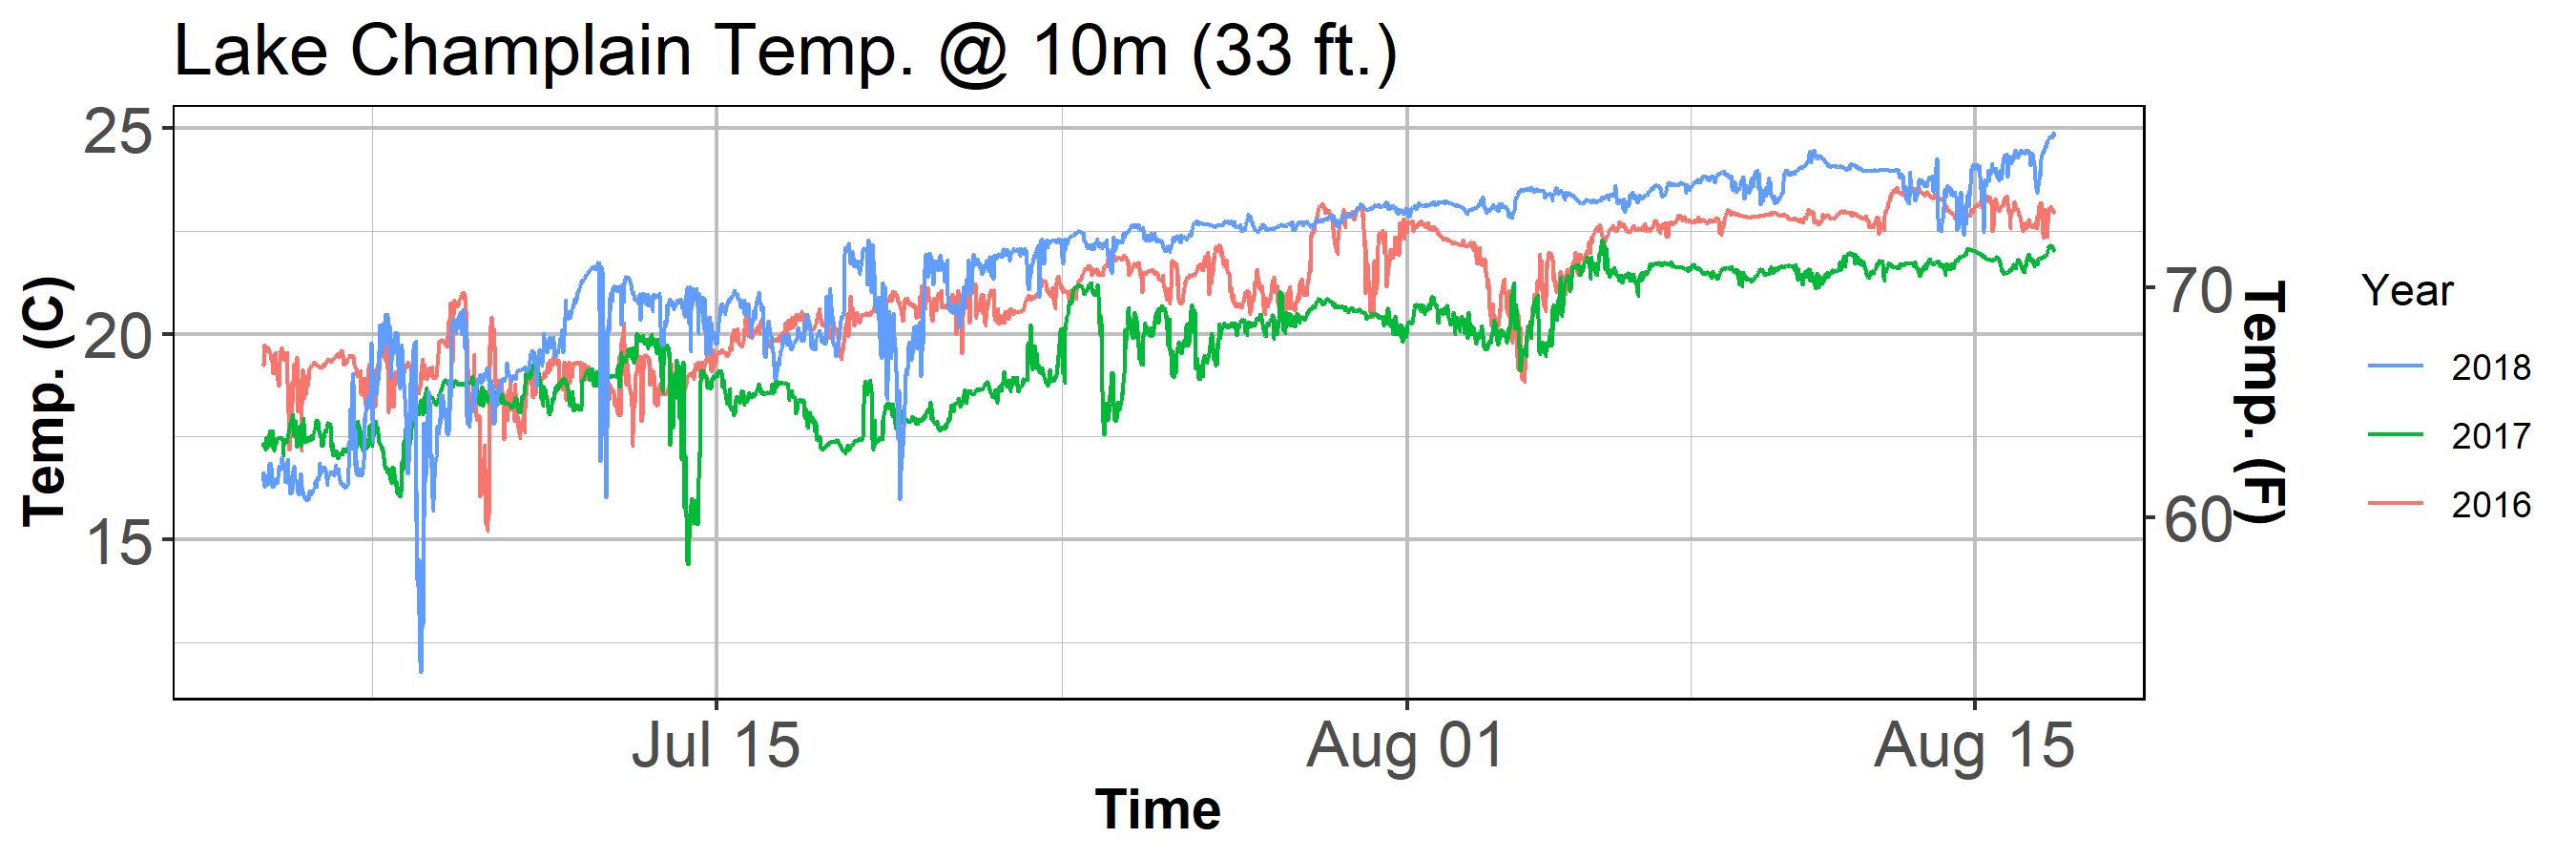 Lake Champlain Temp. @ 10m (33 ft.)
25
20
15
Temp. (C)
70
60
Temp. (F)
Jul 15
Aug 01
Aug 15
Time
Year
2018
2017
2016